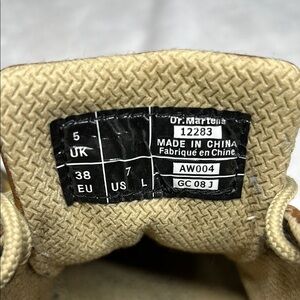 5
UK
38
EU
7
US L
Dr.Martens
12283
MADE IN CHINA
Fabriqué en Chine
AW004
GC 08 J